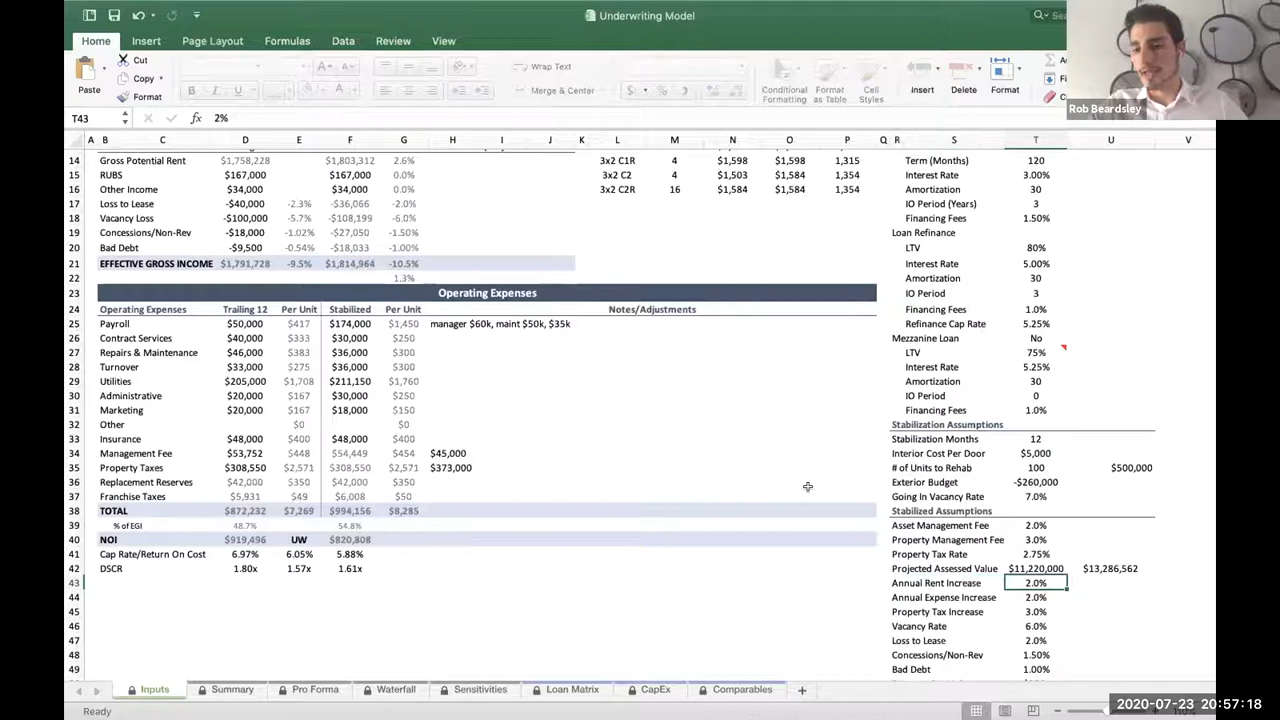 Underwriting Model
Home Insert Page Layout Formulas Data Review View
Cut
Copy
Format
Paste
Wrap Text
Merge & Center
Conditional Formatting
Format as Table
Cell Styles
Insert
Delete
Format
Rob Beardsley
T43 fx 2%
A B C D E F G H I J K L M N O P Q R S T U V
14 Gross Potential Rent $1,758,228 $1,803,312 2.6% 3x2 C1R 4 $1,598 $1,598 1,315 Term (Months) 120
15 RUBS $167,000 $167,000 0.0% 3x2 C2 4 $1,503 $1,584 1,354 Interest Rate 3.00%
16 Other Income $34,000 $34,000 0.0% 3x2 C2R 16 $1,584 $1,584 1,354 Amortization 30
17 Loss to Lease -$40,000 -2.3% -$36,066 -2.0% IO Period (Years) 3
18 Vacancy Loss -$100,000 -5.7% -$108,199 -6.0% Financing Fees 1.50%
19 Concessions/Non-Rev -$18,000 -1.02% -$27,050 -1.50% Loan Refinance
20 Bad Debt -$9,500 -0.54% -$18,033 -1.00% LTV 80%
21 EFFECTIVE GROSS INCOME $1,791,728 -9.5% $1,814,964 -10.5% Interest Rate 5.00%
22 1.3% Amortization 30
23 Operating Expenses IO Period 3
24 Operating Expenses Trailing 12 Per Unit Stabilized Per Unit Notes/Adjustments Financing Fees 1.0%
25 Payroll $50,000 $417 $174,000 $1,450 manager $60k, maint $50k, $35k Refinance Cap Rate 5.25%
26 Contract Services $40,000 $333 $30,000 $250 Mezzanine Loan No
27 Repairs & Maintenance $46,000 $383 $36,000 $300 LTV 75%
28 Turnover $33,000 $275 $36,000 $300 Interest Rate 5.25%
29 Utilities $205,000 $1,708 $211,150 $1,760 Amortization 30
30 Administrative $20,000 $167 $30,000 $250 IO Period 0
31 Marketing $20,000 $167 $18,000 $150 Financing Fees 1.0%
32 Other $0 $0 Stabilization Assumptions
33 Insurance $48,000 $400 $48,000 $400 Stabilization Months 12
34 Management Fee $53,752 $448 $54,449 $454 $45,000 Interior Cost Per Door $5,000
35 Property Taxes $308,550 $2,571 $308,550 $2,571 $373,000 # of Units to Rehab 100 $500,000
36 Replacement Reserves $42,000 $350 $42,000 $350 Exterior Budget -$260,000
37 Franchise Taxes $5,931 $49 $6,008 $50 Going In Vacancy Rate 7.0%
38 TOTAL $872,232 $7,269 $994,156 $8,285 Stabilized Assumptions
39 % of EGI 48.7% 54.8% Asset Management Fee 2.0%
40 NOI $919,496 UW $820,808 Property Management Fee 3.0%
41 Cap Rate/Return On Cost 6.97% 6.05% 5.88% Property Tax Rate 2.75%
42 DSCR 1.80x 1.57x 1.61x Projected Assessed Value $11,220,000 $13,286,562
43 Annual Rent Increase 2.0%
44 Annual Expense Increase 2.0%
45 Property Tax Increase 3.0%
46 Vacancy Rate 6.0%
47 Loss to Lease 2.0%
48 Concessions/Non-Rev 1.50%
49 Bad Debt 1.00%
Inputs Summary Pro Forma Waterfall Sensitivities Loan Matrix CapEx Comparables
Ready
2020-07-23 20:57:18